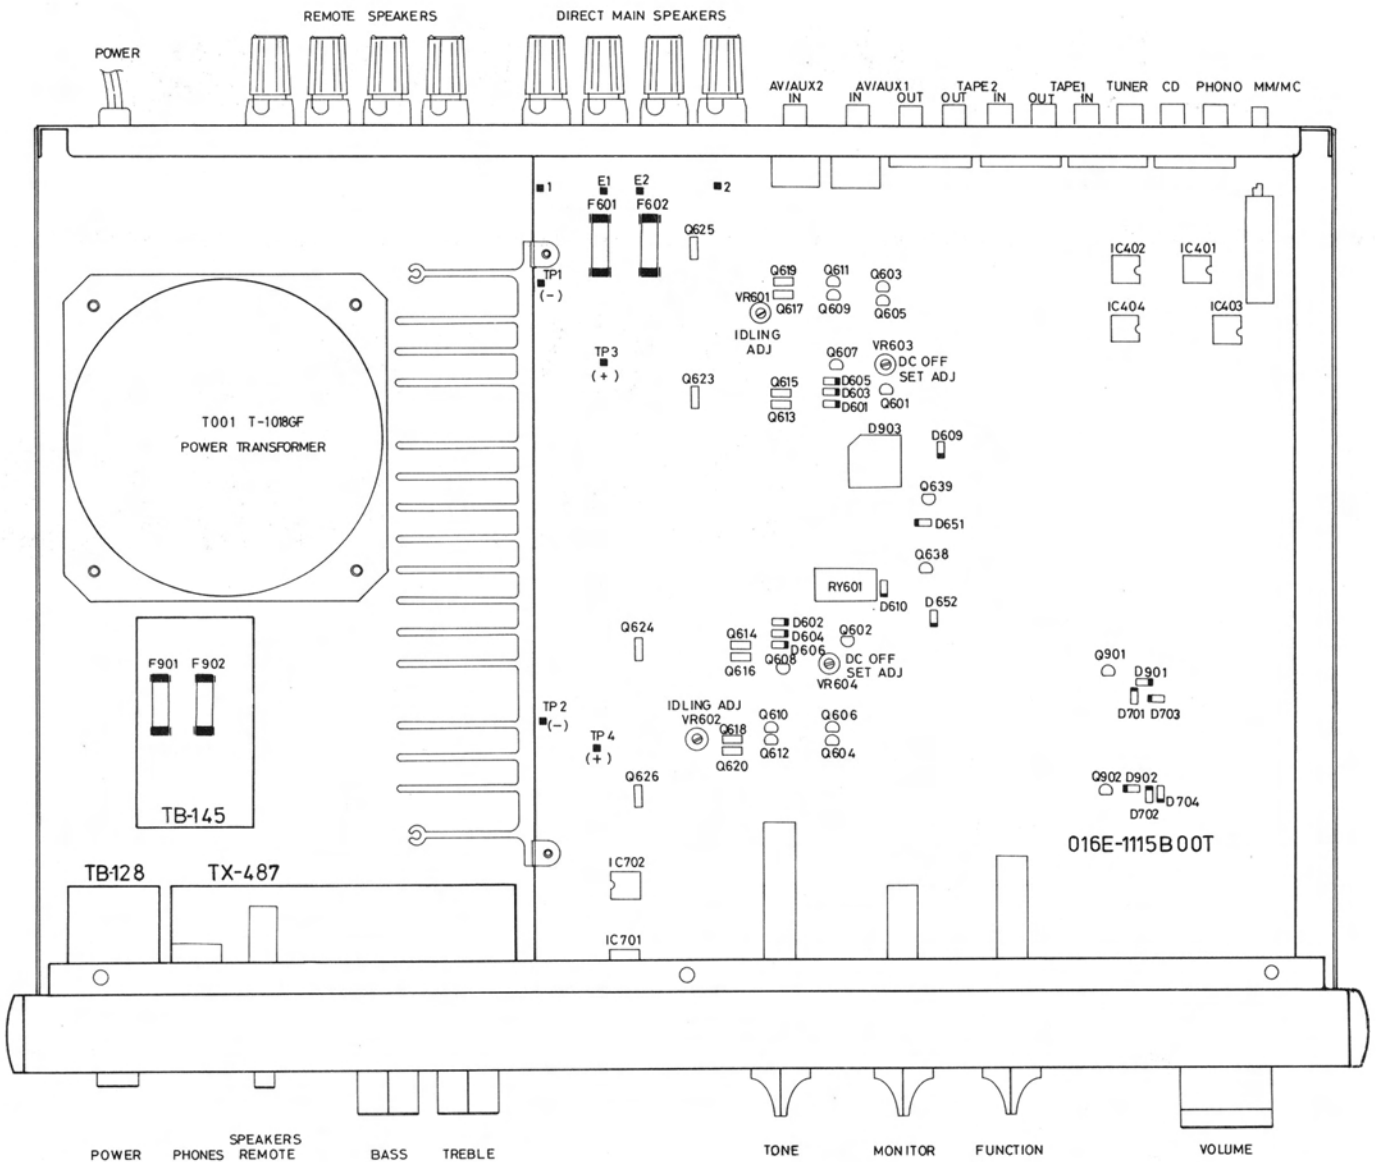 REMOTE SPEAKERS
DIRECT MAIN SPEAKERS
POWER
AV/AUX2
IN
AV/AUX1
IN
OUT
TAPE2
OUT
IN
TAPE1
OUT
IN
TUNER
CD
PHONO
MM/MC
1
E1
E2
2
F601
F602
Q625
IC402
IC401
TP1
(-)
Q619
Q611
Q603
VR601
Q617
Q609
Q605
IC404
IC403
IDLING
ADJ
TP3
(+)
Q607
VR603
DC OFF
SET ADJ
Q623
Q615
D605
D603
D601
Q601
Q613
T001 T-1018GF
POWER TRANSFORMER
D903
D609
Q639
D651
Q638
RY601
D610
D652
Q624
Q614
D602
D604
D606
Q602
Q616
Q608
DC OFF
SET ADJ
VR604
Q901
D901
D701
D703
F901
F902
TP2
(-)
IDLING ADJ
VR602
Q618
Q610
Q606
TP4
(+)
Q620
Q612
Q604
Q626
Q902
D902
D704
D702
TB-145
016E-1115B00T
TB-128
TX-487
IC702
IC701
POWER
PHONES
SPEAKERS
REMOTE
BASS
TREBLE
TONE
MONITOR
FUNCTION
VOLUME